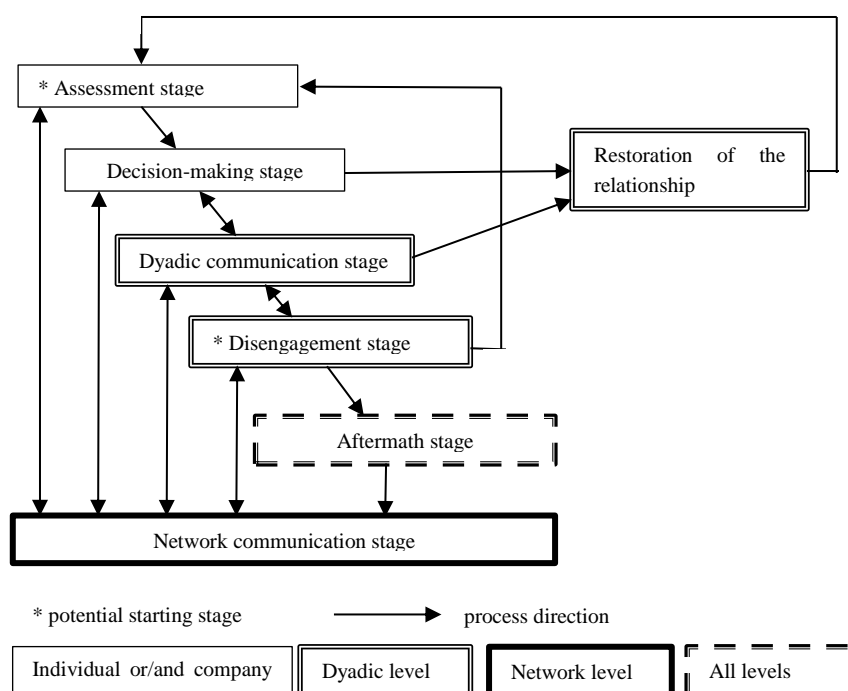 * Assessment stage
Decision-making stage
Restoration of the
relationship
Dyadic communication stage
* Disengagement stage
Aftermath stage
Network communication stage
* potential starting stage
process direction
Individual or/and company
Dyadic level
Network level
All levels